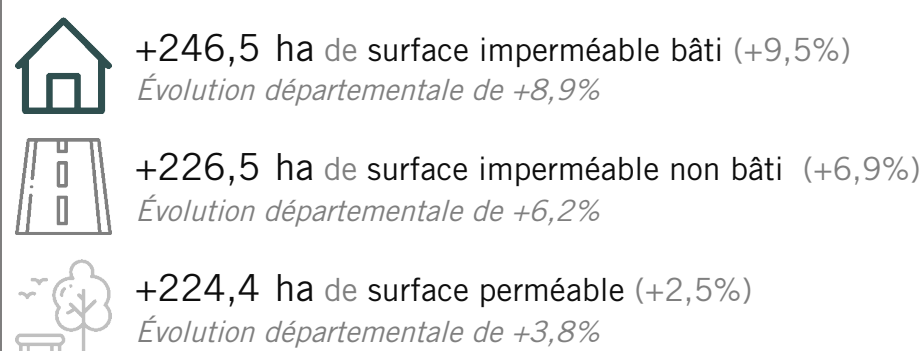 +246,5 ha de surface imperméable bâti (+9,5%)
Évolution départementale de +8,9%
+226,5 ha de surface imperméable non bâti (+6,9%)
Évolution départementale de +6,2%
+224,4 ha de surface perméable (+2,5%)
Évolution départementale de +3,8%